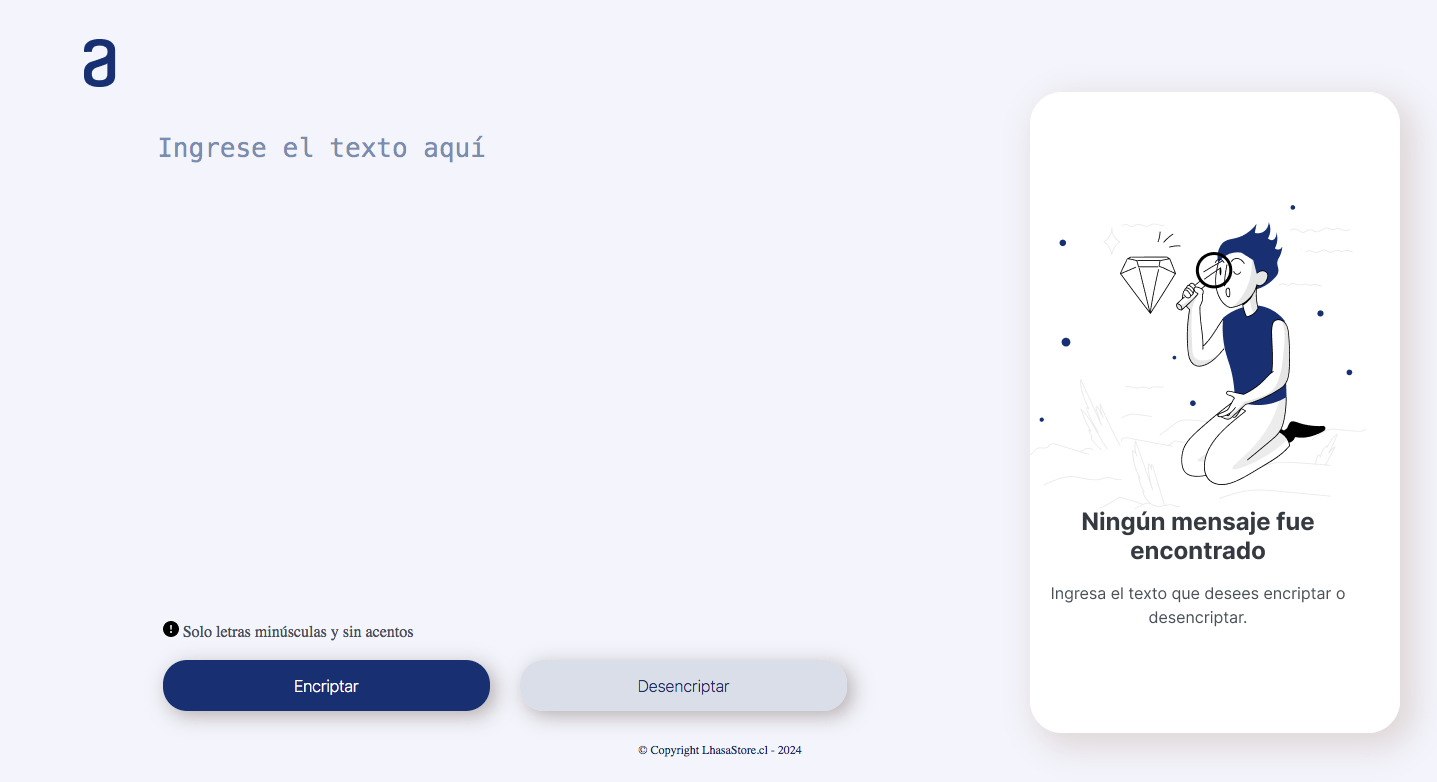 a
Ingrese el texto aquí
Ningún mensaje fue
encontrado
Ingresa el texto que desees encriptar o
desencriptar.
! Solo letras minúsculas y sin acentos
Encriptar
Desencriptar
© Copyright LhasaStore.cl - 2024